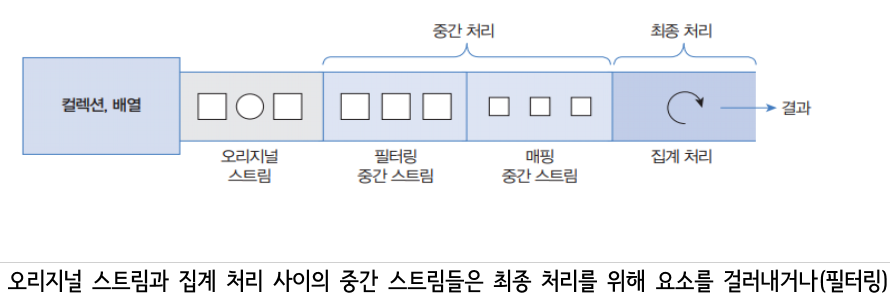 중간 처리
최종 처리
컬렉션, 배열
결과
오리지널
스트림
필터링
중간 스트림
매핑
중간 스트림
집계 처리
오리지널 스트림과 집계 처리 사이의 중간 스트림들은 최종 처리를 위해 요소를 걸러내거나(필터링)